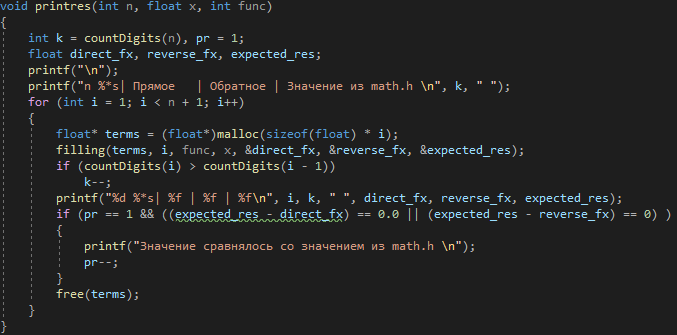 void printres(int n, float x, int func)
{
    int k = countDigits(n), pr = 1;
    float direct_fx, reverse_fx, expected_res;
    printf("\n");
    printf("n %*s| Прямое   | Обратное | Значение из math.h \n", k, " ");
    for (int i = 1; i < n + 1; i++)
    {
        float* terms = (float*)malloc(sizeof(float) * i);
        filling(terms, i, func, x, &direct_fx, &reverse_fx, &expected_res);
        if (countDigits(i) > countDigits(i - 1))
            k--;
        printf("%d %*s| %f | %f | %f\n", i, k, " ", direct_fx, reverse_fx, expected_res);
        if (pr == 1 && ((expected_res - direct_fx) == 0.0 || (expected_res - reverse_fx) == 0) )
        {
            printf("Значение сравнялось со значением из math.h \n");
            pr--;
        }
        free(terms);
    }
}